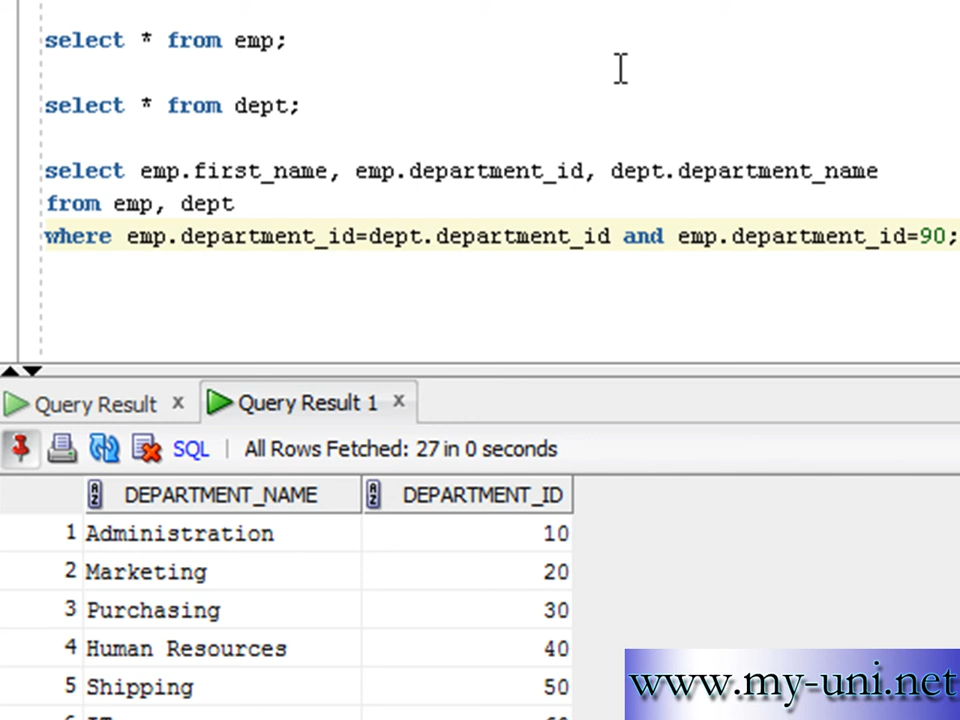 select * from emp;
select * from dept;
select emp.first_name, emp.department_id, dept.department_name
from emp, dept
where emp.department_id=dept.department_id and emp.department_id=90;
Query Result x Query Result 1 x
SQL | All Rows Fetched: 27 in 0 seconds
DEPARTMENT_NAME DEPARTMENT_ID
1 Administration 10
2 Marketing 20
3 Purchasing 30
4 Human Resources 40
5 Shipping 50
www.my-uni.net